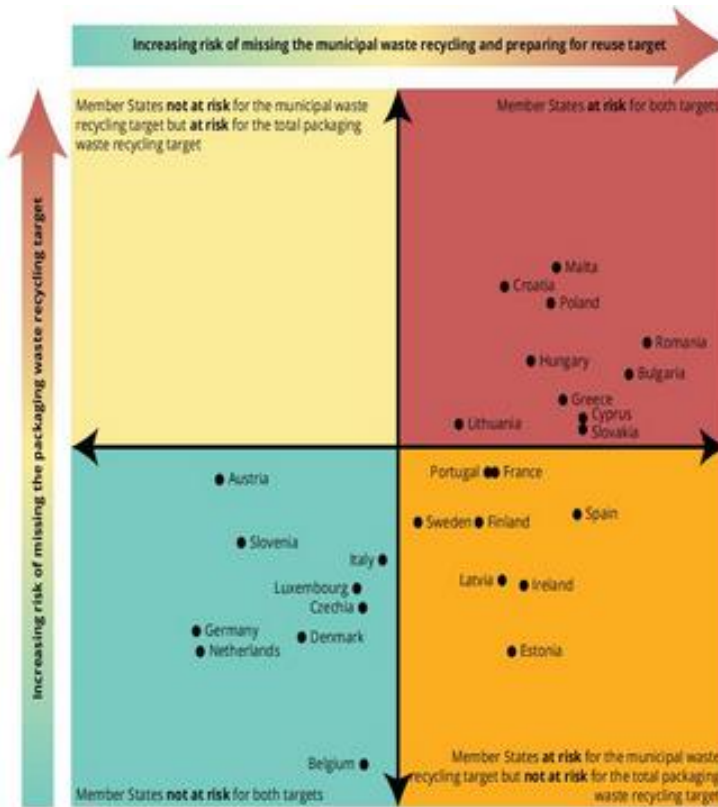 Increasing risk of missing the municipal waste recycling and preparing for reuse target
Increasing risk of missing the packaging waste recycling target
Member States not at risk for the municipal waste
recycling target but at risk for the total packaging
waste recycling target
Member States at risk for both targets
Malta
Croatia
Poland
Romania
Hungary
Bulgaria
Greece
Cyprus
Lithuania
Slovakia
Austria
Slovenia
Italy
Luxembourg
Czechia
Germany
Denmark
Netherlands
Belgium
Member States not at risk for both targets
Portugal
France
Spain
Sweden
Finland
Latvia
Ireland
Estonia
Member States at risk for the municipal waste
recycling target but not at risk for the total packaging
waste recycling target